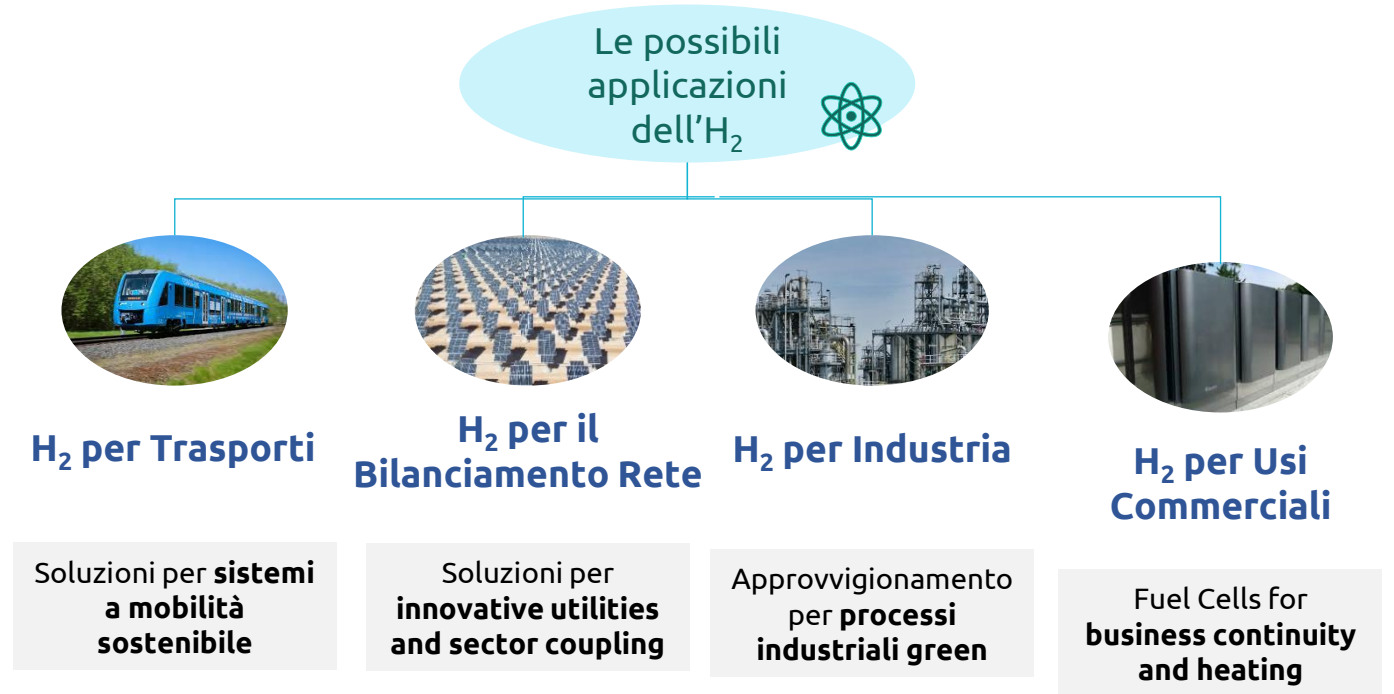 Le possibili
applicazioni
dell'H₂
H₂ per Trasporti
H₂ per il
Bilanciamento Rete
H₂ per Industria
H₂ per Usi
Commerciali
Soluzioni per sistemi
a mobilità
sostenibile
Soluzioni per
innovative utilities
and sector coupling
Approvvigionamento
per processi
industriali green
Fuel Cells for
business continuity
and heating